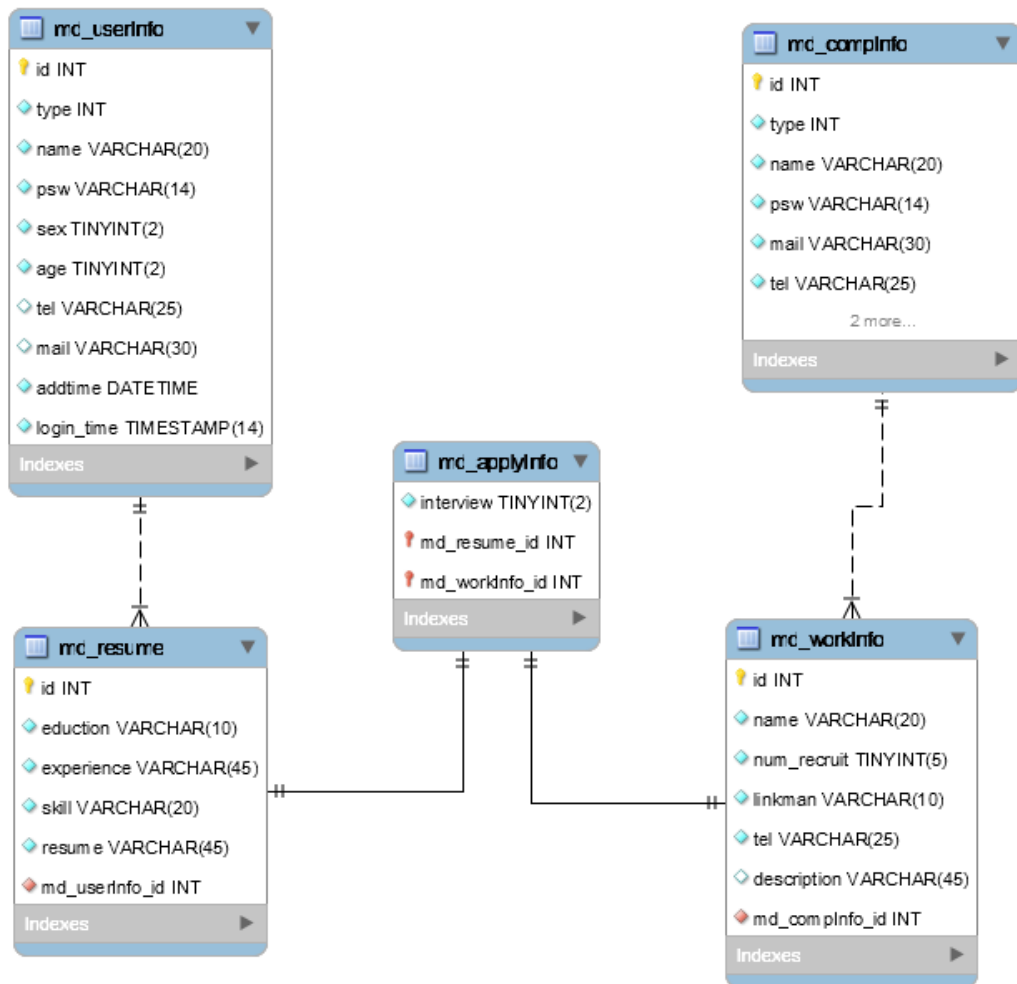 md_userInfo
id INT
type INT
name VARCHAR(20)
psw VARCHAR(14)
sex TINYINT(2)
age TINYINT(2)
tel VARCHAR(25)
mail VARCHAR(30)
addtime DATETIME
login_time TIMESTAMP(14)
Indexes
md_compInfo
id INT
type INT
name VARCHAR(20)
psw VARCHAR(14)
mail VARCHAR(30)
tel VARCHAR(25)
2 more...
Indexes
md_applyInfo
interview TINYINT(2)
md_resume_id INT
md_workInfo_id INT
Indexes
md_resume
id INT
eduction VARCHAR(10)
experience VARCHAR(45)
skill VARCHAR(20)
resume VARCHAR(45)
md_userInfo_id INT
Indexes
md_workInfo
id INT
name VARCHAR(20)
num_recruit TINYINT(5)
linkman VARCHAR(10)
tel VARCHAR(25)
description VARCHAR(45)
md_compInfo_id INT
Indexes